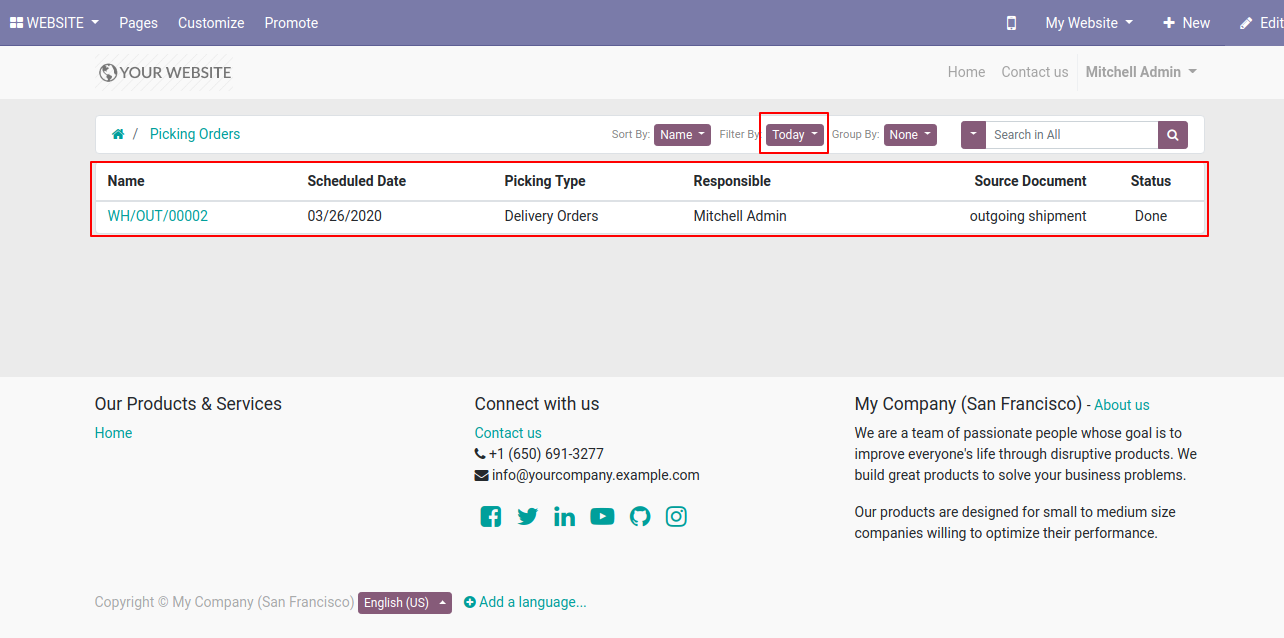 WEBSITE Pages Customize Promote My Website New Edit
YOUR WEBSITE Home Contact us Mitchell Admin
/ Picking Orders Sort By: Name Filter By Today Group By: None Search in All
Name Scheduled Date Picking Type Responsible Source Document Status
WH/OUT/00002 03/26/2020 Delivery Orders Mitchell Admin outgoing shipment Done
Our Products & Services
Home
Connect with us
Contact us
+1 (650) 691-3277
info@yourcompany.example.com
My Company (San Francisco) - About us
We are a team of passionate people whose goal is to
improve everyone's life through disruptive products. We
build great products to solve your business problems.
Our products are designed for small to medium size
companies willing to optimize their performance.
Copyright © My Company (San Francisco) English (US) Add a language...